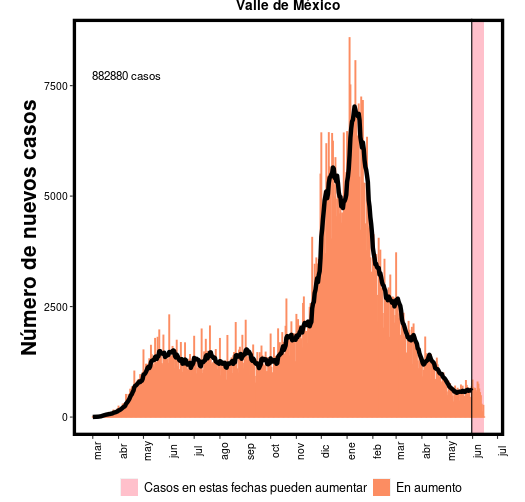 Valle de México
882880 casos
Número de nuevos casos
7500
5000
2500
0
mar
abr
may
jun
jul
ago
sep
oct
nov
dic
ene
feb
mar
abr
may
jun
jul
Casos en estas fechas pueden aumentar
En aumento